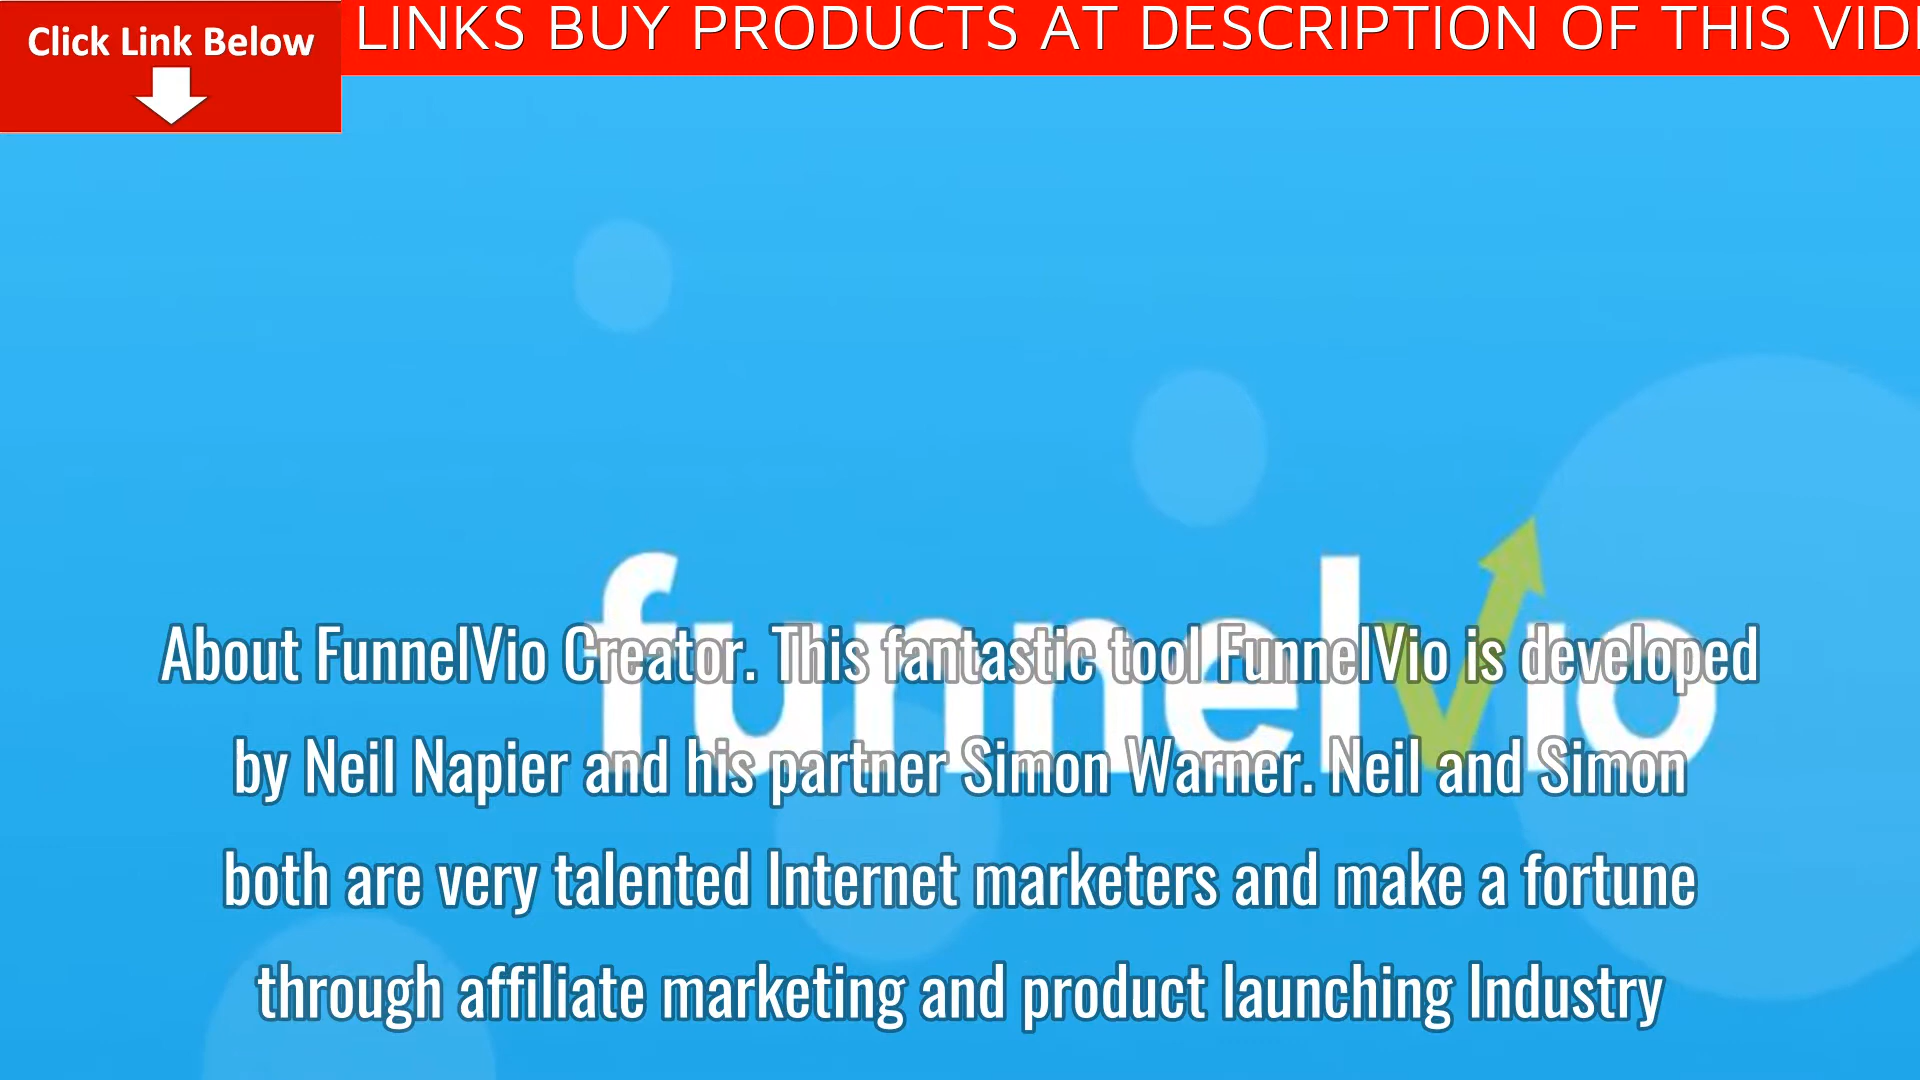 Click Link Below
LINKS BUY PRODUCTS AT DESCRIPTION OF THIS
funnelvio
About FunnelVio Creator. This fantastic tool FunnelVio is developed
by Neil Napier and his partner Simon Warner. Neil and Simon
both are very talented Internet marketers and make a fortune
through affiliate marketing and product launching Industry